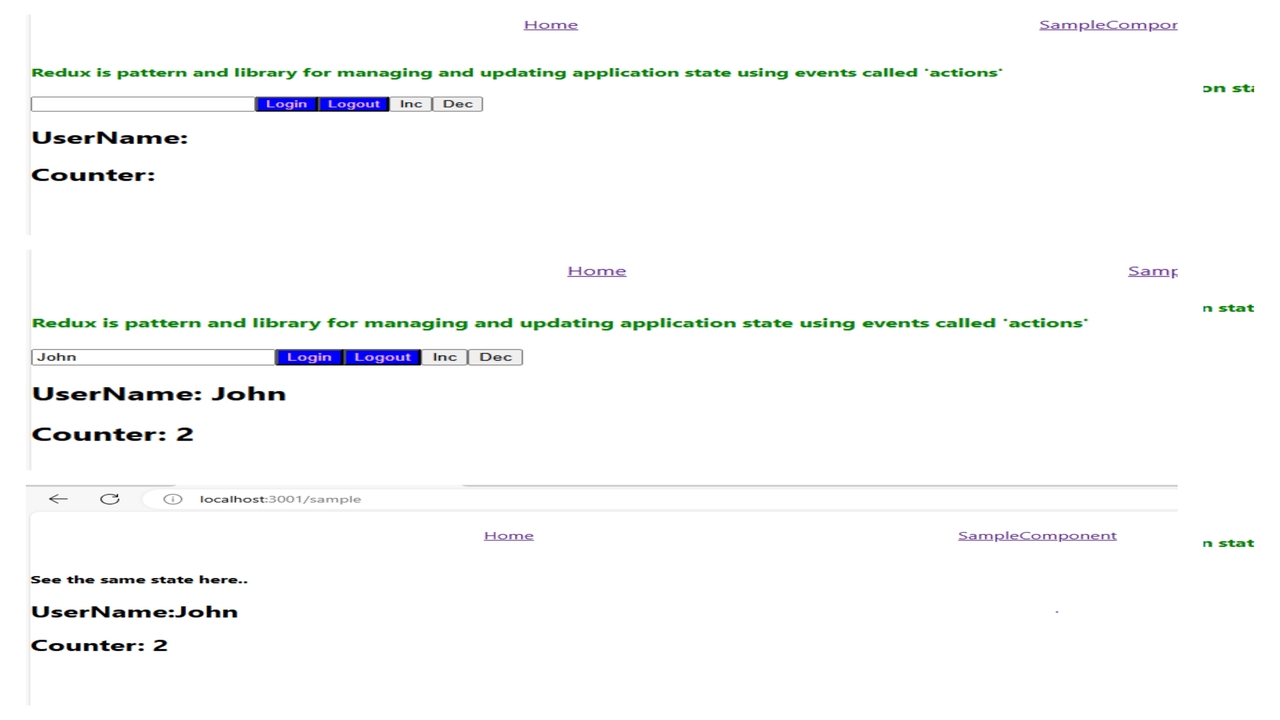 Home SampleCompor
Redux is pattern and library for managing and updating application state using events called 'actions'
on sta
Login Logout Inc Dec
UserName:
Counter:
Home Samp
n stat
Redux is pattern and library for managing and updating application state using events called 'actions'
John Login Logout Inc Dec
UserName: John
Counter: 2
localhost:3001/sample
Home SampleComponent
n stat
See the same state here..
UserName:John
Counter: 2